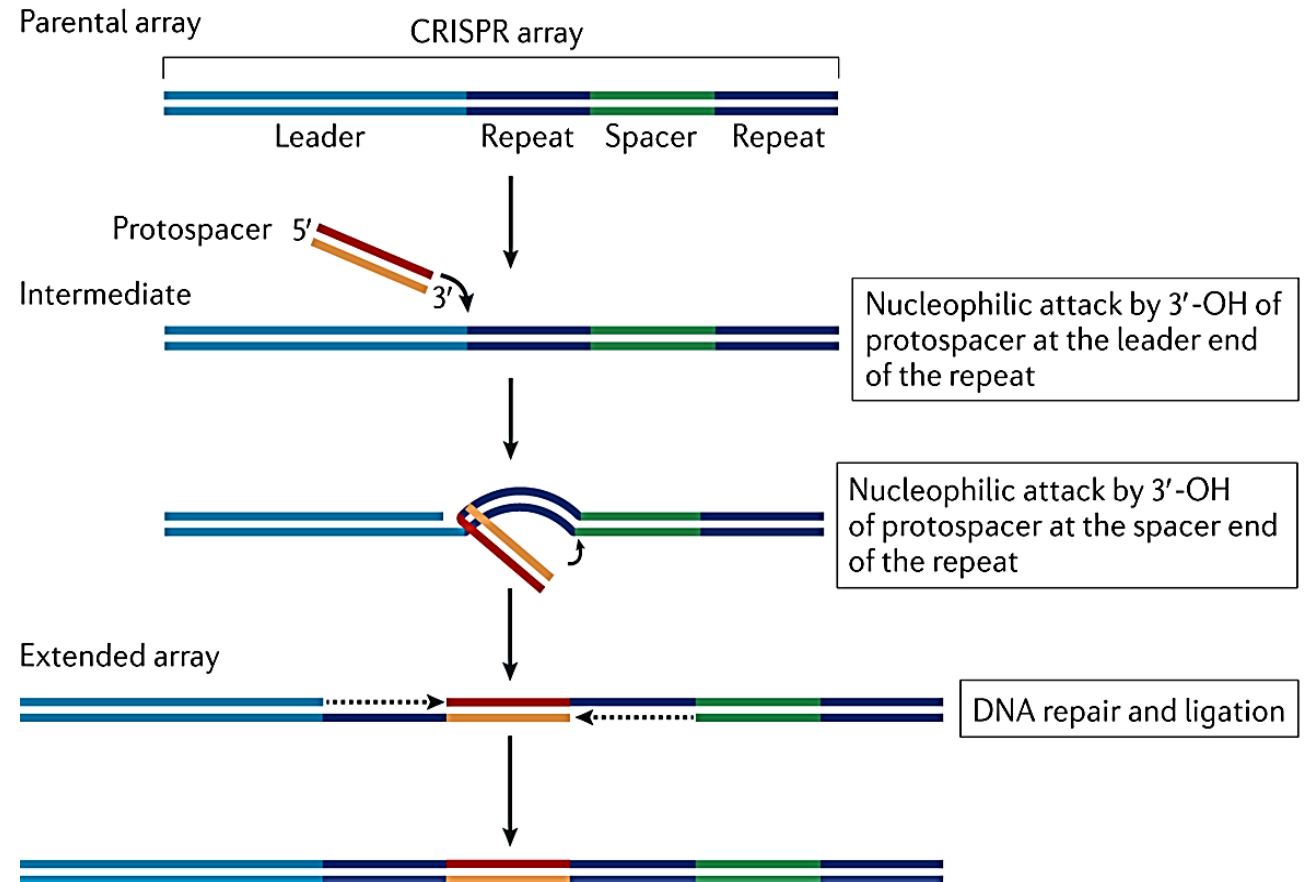 Parental array
CRISPR array
Leader
Repeat
Spacer
Repeat
Protospacer
5′
3′
Intermediate
Nucleophilic attack by 3′-OH of
protospacer at the leader end
of the repeat
Nucleophilic attack by 3′-OH
of protospacer at the spacer end
of the repeat
Extended array
DNA repair and ligation